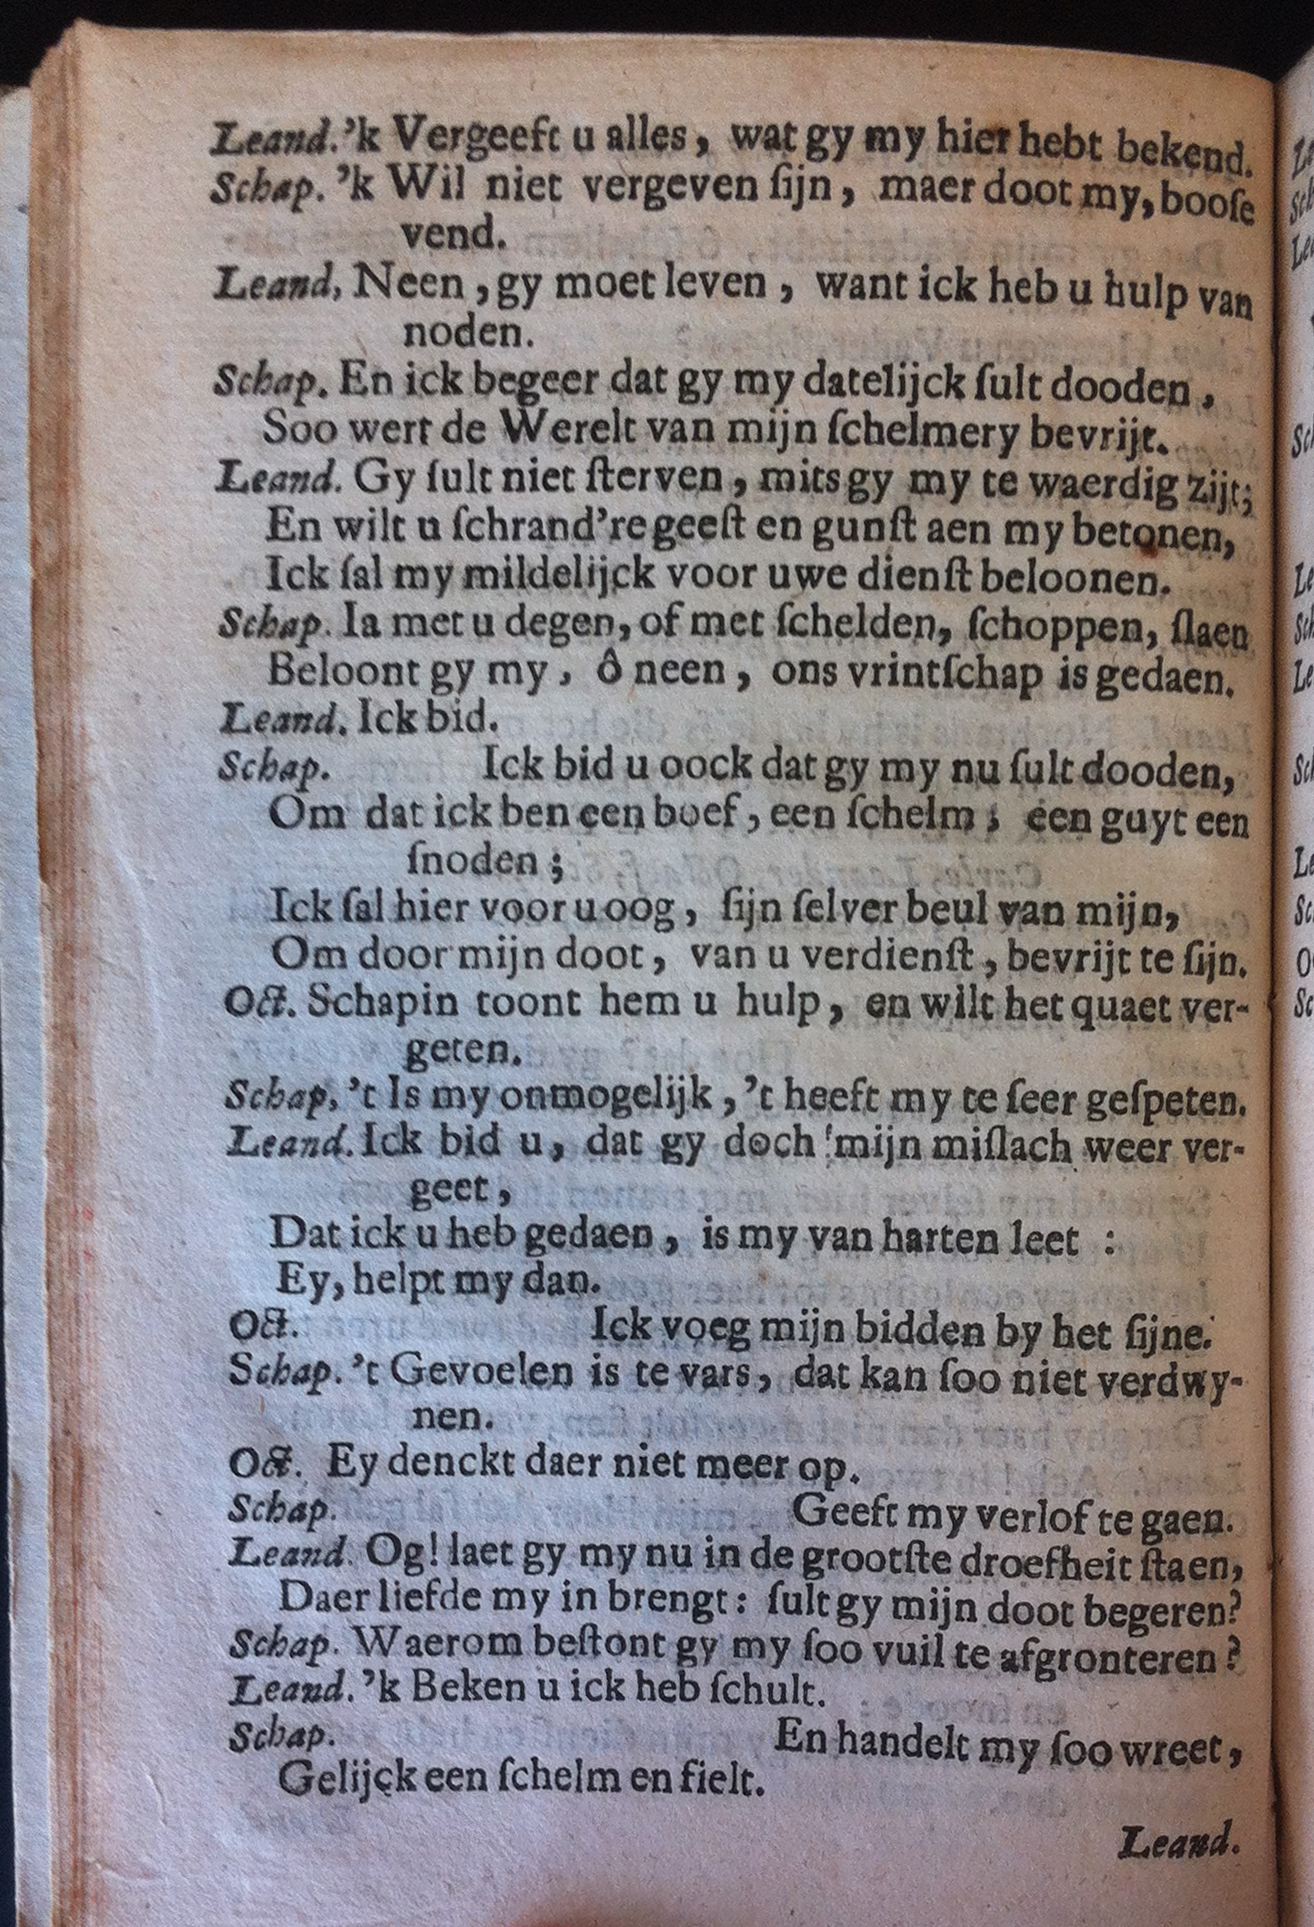 Leand. 'k Vergeeft u alles, wat gy my hier hebt bekend.
Schap. 'k Wil niet vergeven ſijn, maer doot my, booſe
vend.
Leand, Neen, gy moet leven, want ick heb u hulp van
noden.
Schap. En ick begeer dat gy my datelijck ſult dooden,
Soo wert de Werelt van mijn ſchelmery bevrijt.
Leand. Gy ſult niet ſterven, mits gy my te waerdig zijt;
En wilt u ſchrand're geeſt en gunſt aen my betonen,
Ick ſal my mildelijck voor uwe dienſt beloonen.
Schap. Ia met u degen, of met ſchelden, ſchoppen, ſlaen
Beloont gy my, ô neen, ons vrintſchap is gedaen.
Leand. Ick bid.
Schap. Ick bid u oock dat gy my nu ſult dooden,
Om dat ick ben een boef, een ſchelm; een guyt een
ſnoden;
Ick ſal hier voor u oog, ſijn ſelver beul van mijn,
Om door mijn doot, van u verdienſt, bevrijt te ſijn.
Oct. Schapin toont hem u hulp, en wilt het quaet ver-
geten.
Schap, 't Is my onmogelijk, 't heeft my te ſeer geſpeten.
Leand. Ick bid u, dat gy doch mijn miſlach weer ver-
geet,
Dat ick u heb gedaen, is my van harten leet :
Ey, helpt my dan.
Oct. Ick voeg mijn bidden by het ſijne.
Schap. 't Gevoelen is te vars, dat kan ſoo niet verdwy-
nen.
Oct. Ey denckt daer niet meer op.
Schap. Geeft my verlof te gaen.
Leand. Og! laet gy my nu in de grootſte droefheit ſtaen,
Daer liefde my in brengt: ſult gy mijn doot begeren?
Schap. Waerom beſtont gy my ſoo vuil te afgronteren?
Leand. 'k Beken u ick heb ſchult.
Schap. En handelt my ſoo wreet,
Gelijck een ſchelm en fielt.
Leand.